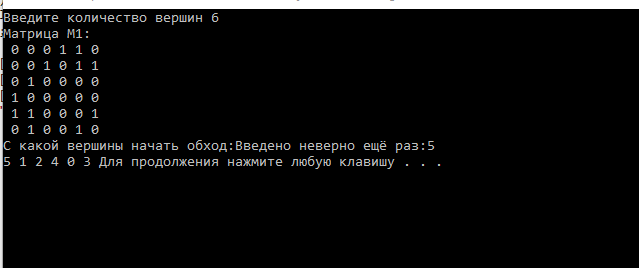 Введите количество вершин 6
Матрица М1:
0 0 0 1 1 0
0 0 1 0 1 1
0 1 0 0 0 0
1 0 0 0 0 0
1 1 0 0 0 1
0 1 0 0 1 0
С какой вершины начать обход:Введено неверно ещё раз:5
5 1 2 4 0 3 Для продолжения нажмите любую клавишу . . .